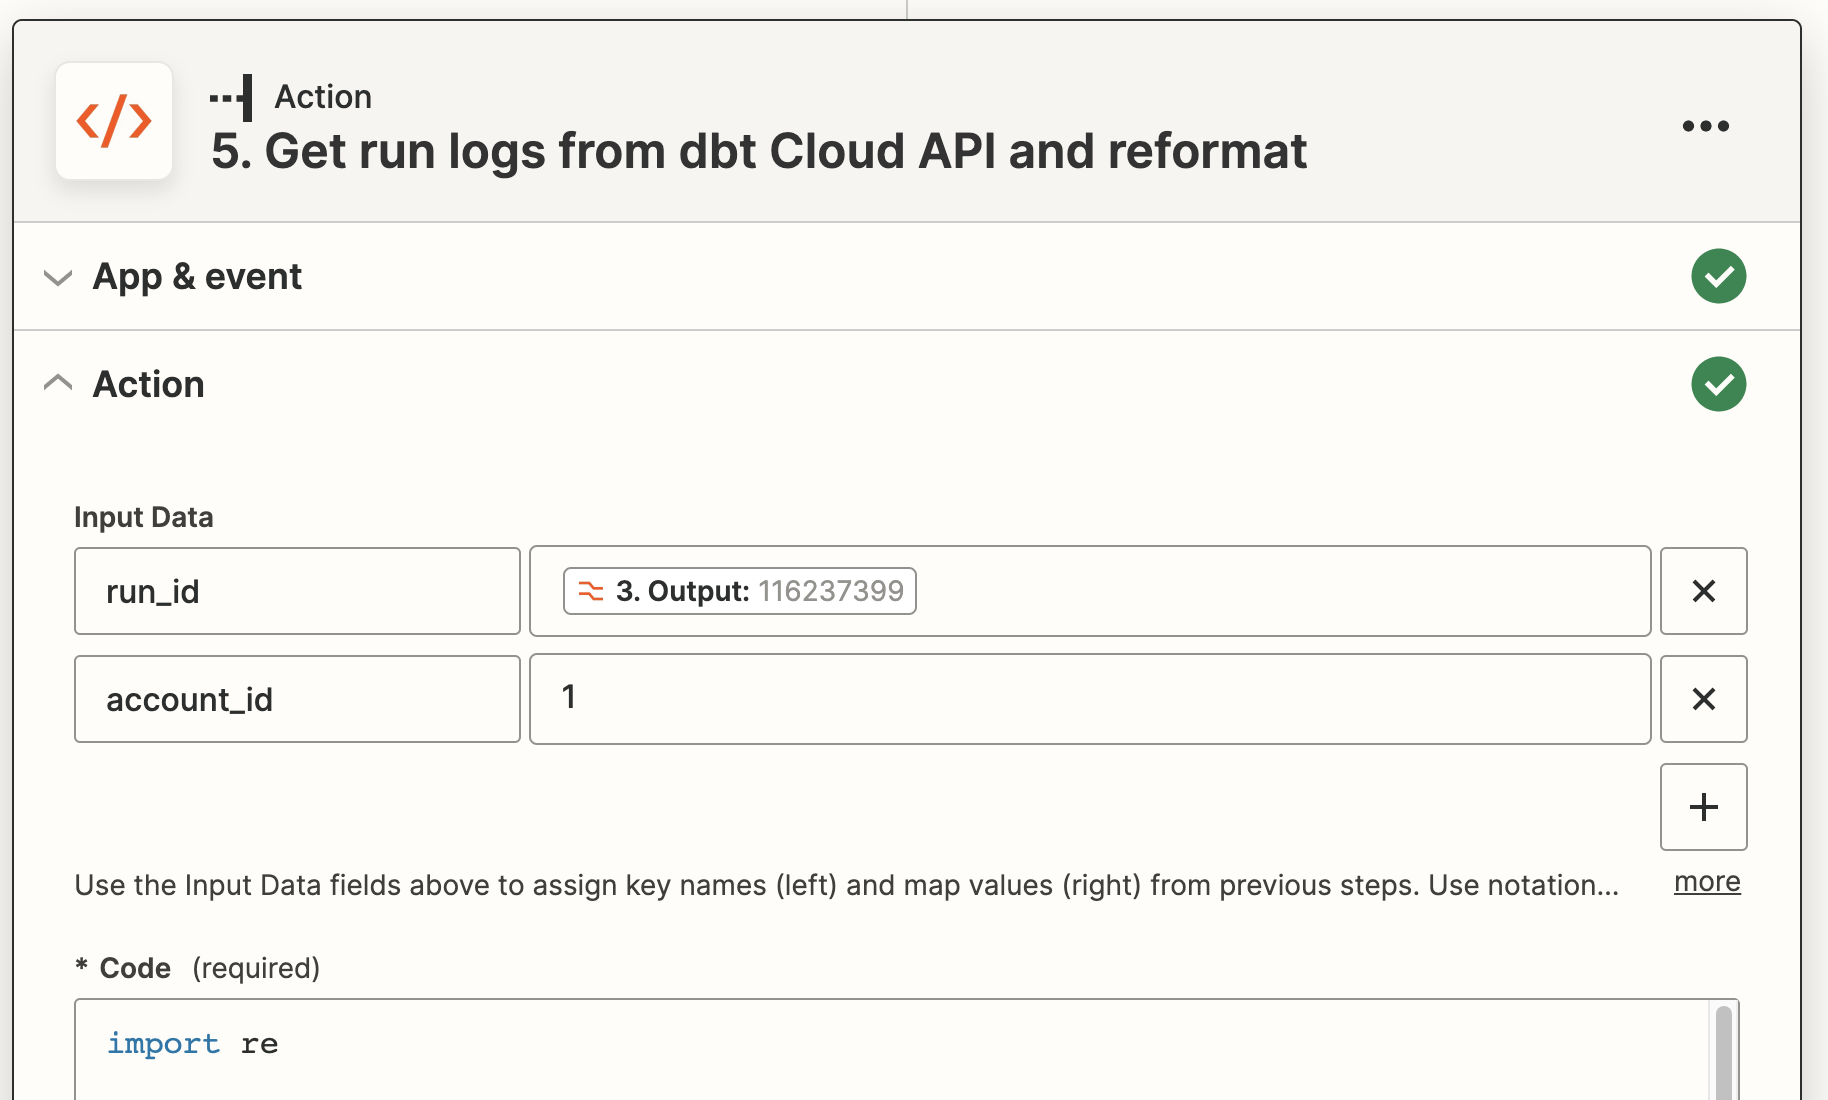 Action
5. Get run logs from dbt Cloud API and reformat
App & event
Action
Input Data
run_id
3. Output: 116237399
account_id
1
Use the Input Data fields above to assign key names (left) and map values (right) from previous steps. Use notation...
more
* Code (required)
import re